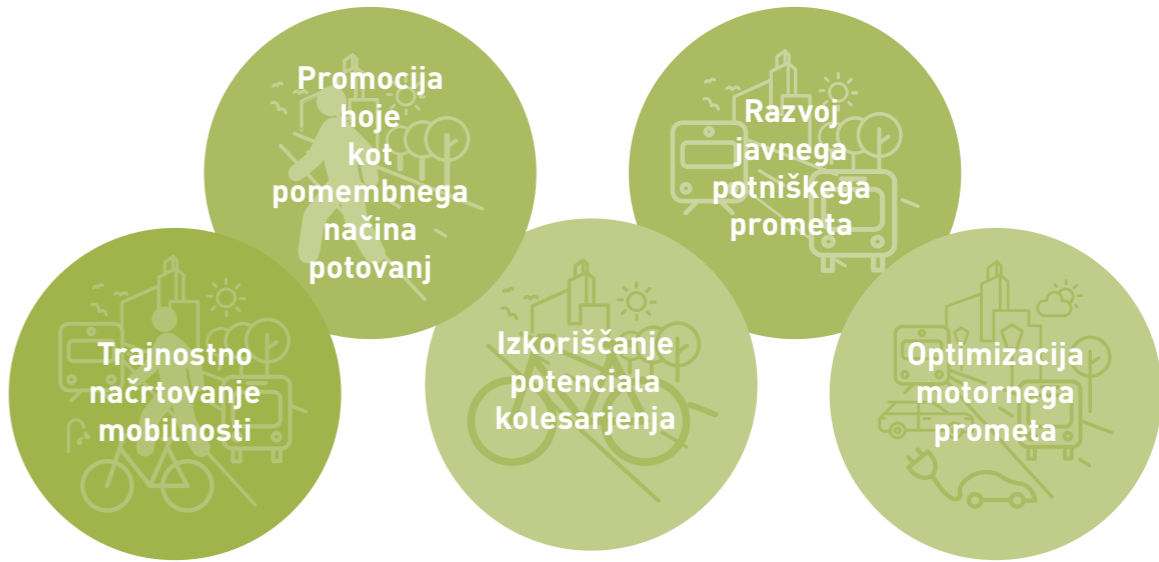 Trajnostno
načrtovanje
mobilnosti
Promocija
hoje
kot
pomembnega
načina
potovanj
Izkoriščanje
potenciala
kolesarjenja
Razvoj
javnega
potniškega
prometa
Optimizacija
motornega
prometa